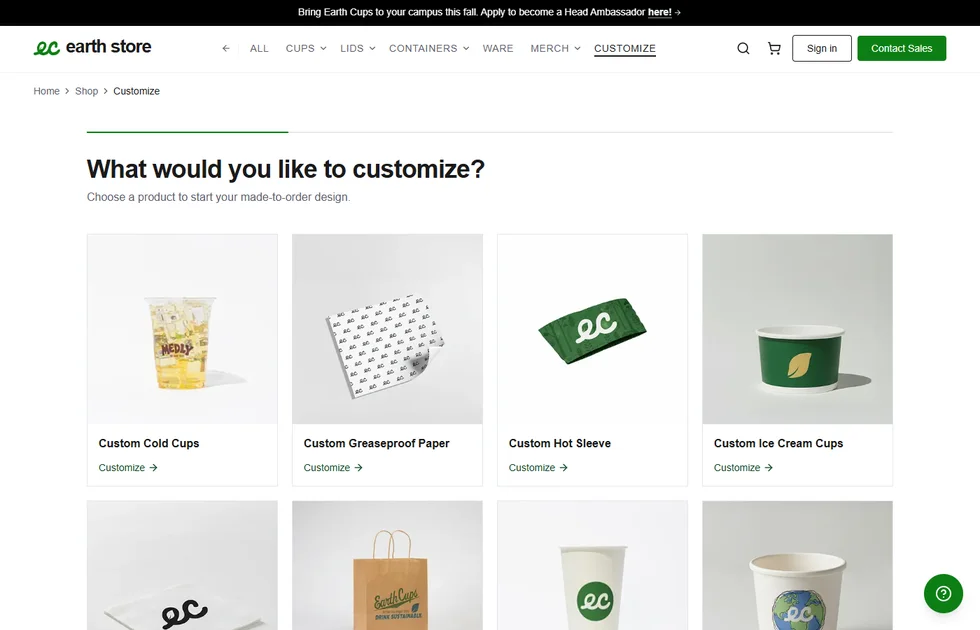 Bring Earth Cups to your campus this fall. Apply to become a Head Ambassador here! →
ec earth store
← ALL CUPS LIDS CONTAINERS WARE MERCH CUSTOMIZE
Sign in
Contact Sales
Home > Shop > Customize
What would you like to customize?
Choose a product to start your made-to-order design.
MEDLY
ec
Custom Cold Cups
Custom Greaseproof Paper
Custom Hot Sleeve
Custom Ice Cream Cups
Customize →
Customize →
Customize →
Customize →
ec
EarthCups
DRINK SUSTAINABLE
ec
ec